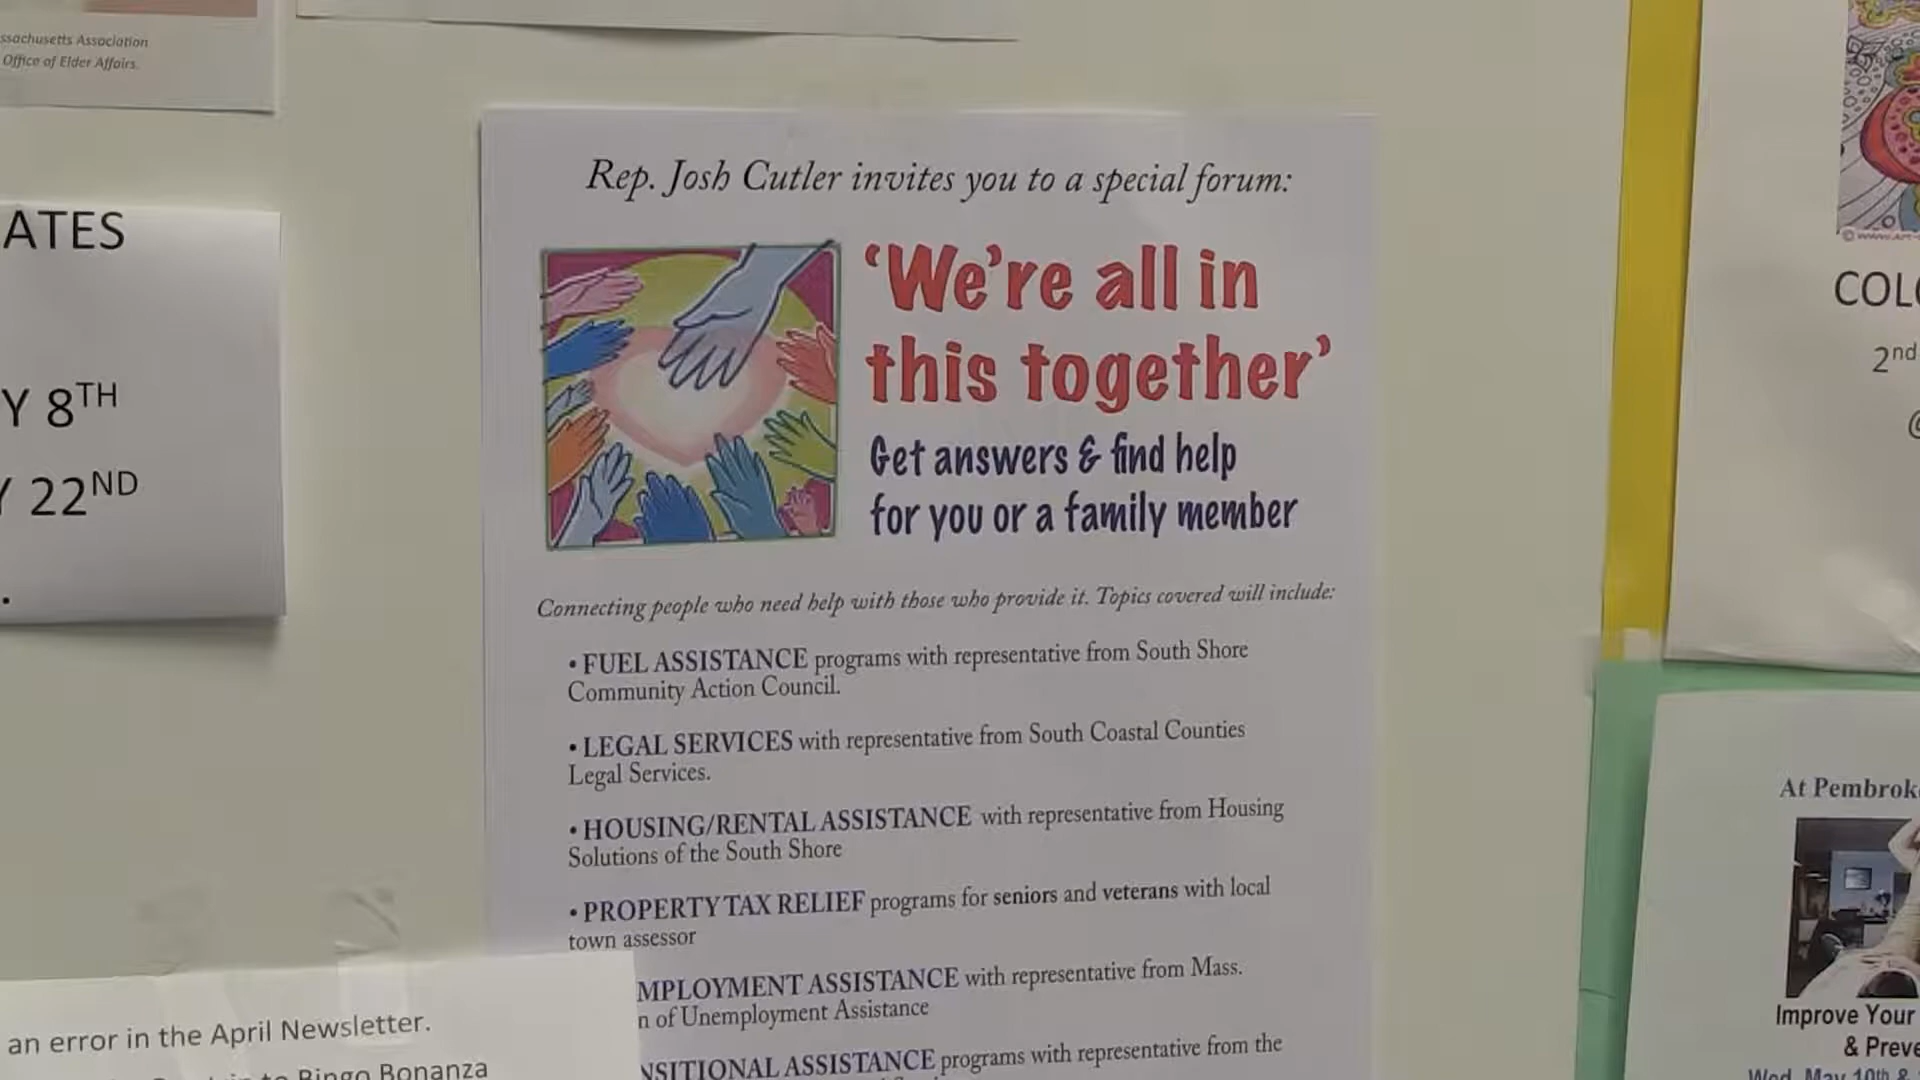 ssachusetts Association
Office of Elder Affairs.
ATES
Y 8TH
Y 22ND
.
an error in the April Newsletter.
to Bingo Bonanza
Rep. Josh Cutler invites you to a special forum:
‘We’re all in
this together’
Get answers & find help
for you or a family member
Connecting people who need help with those who provide it. Topics covered will include:
• FUEL ASSISTANCE programs with representative from South Shore
Community Action Council.
• LEGAL SERVICES with representative from South Coastal Counties
Legal Services.
• HOUSING/RENTAL ASSISTANCE with representative from Housing
Solutions of the South Shore
• PROPERTY TAX RELIEF programs for seniors and veterans with local
town assessor
MPLOYMENT ASSISTANCE with representative from Mass.
n of Unemployment Assistance
NSITIONAL ASSISTANCE programs with representative from the
COLO
2nd
@
At Pembroke
Improve Your
& Preve
Wed. May 10th &